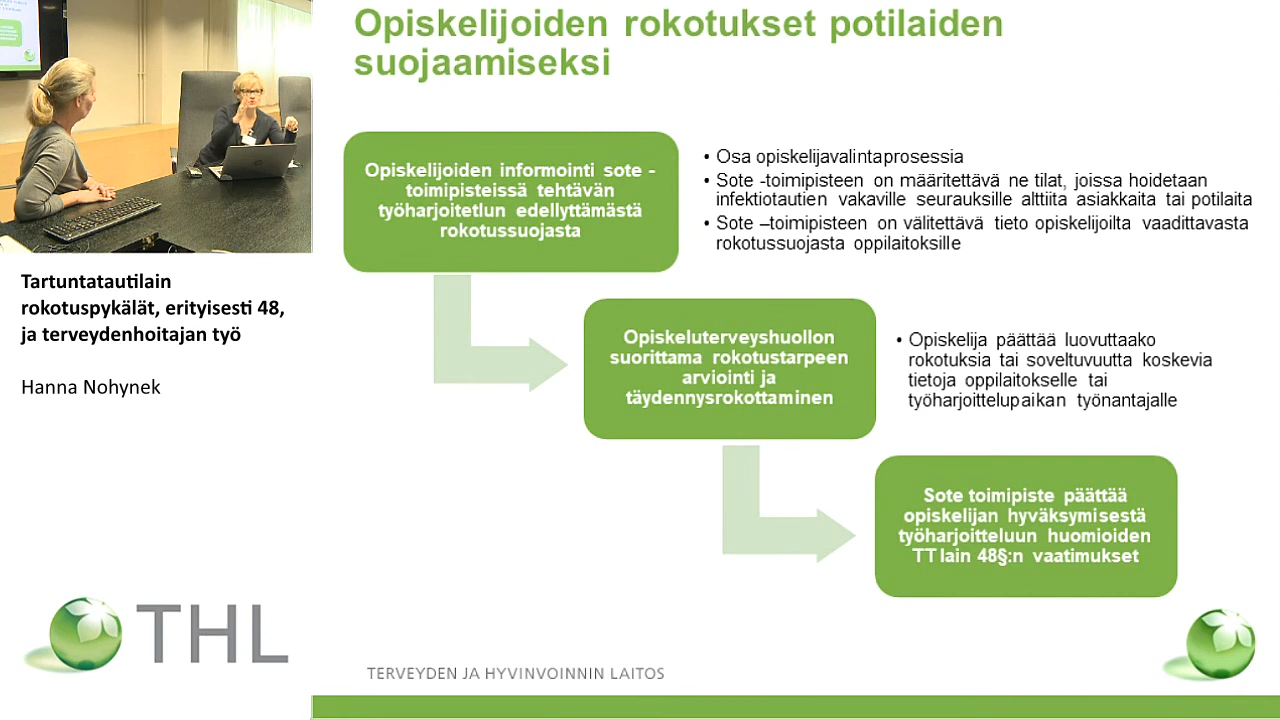 Opiskelijoiden rokotukset potilaiden
suojaamiseksi
Opiskelijoiden informointi sote -
toimipisteissä tehtävän
työharjoitetlun edellyttämästä
rokotussuojasta
• Osa opiskelijavalintaprosessia
• Sote -toimipisteen on määritettävä ne tilat, joissa hoidetaan
infektiotautien vakaville seurauksille alttiita asiakkaita tai potilaita
• Sote –toimipisteen on välitettävä tieto opiskelijoilta vaadittavasta
rokotussuojasta oppilaitoksille
Tartuntatautilain
rokotuspykälät, erityisesti 48,
ja terveydenhoitajan työ
Hanna Nohynek
Opiskeluterveyshuollon
suorittama rokotustarpeen
arviointi ja
täydennysrokottaminen
• Opiskelija päättää luovuttaako
rokotuksia tai soveltuvuutta koskevia
tietoja oppilaitokselle tai
työharjoittelupaikan työnantajalle
Sote toimipiste päättää
opiskelijan hyväksymisestä
työharjoitteluun huomioiden
TT lain 48§:n vaatimukset
THL
TERVEYDEN JA HYVINVOINNIN LAITOS